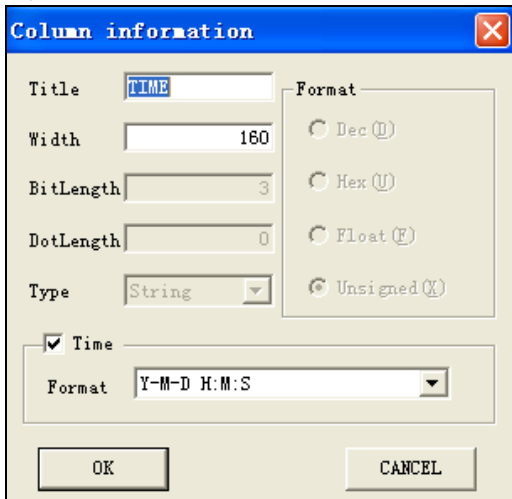 Column information
Title TIME
Format
Width 160
Dec(D)
BitLength 3
Hex(U)
DotLength 0
Float(F)
Type String
Unsigned(X)
Time
Format Y-M-D H:M:S
OK CANCEL